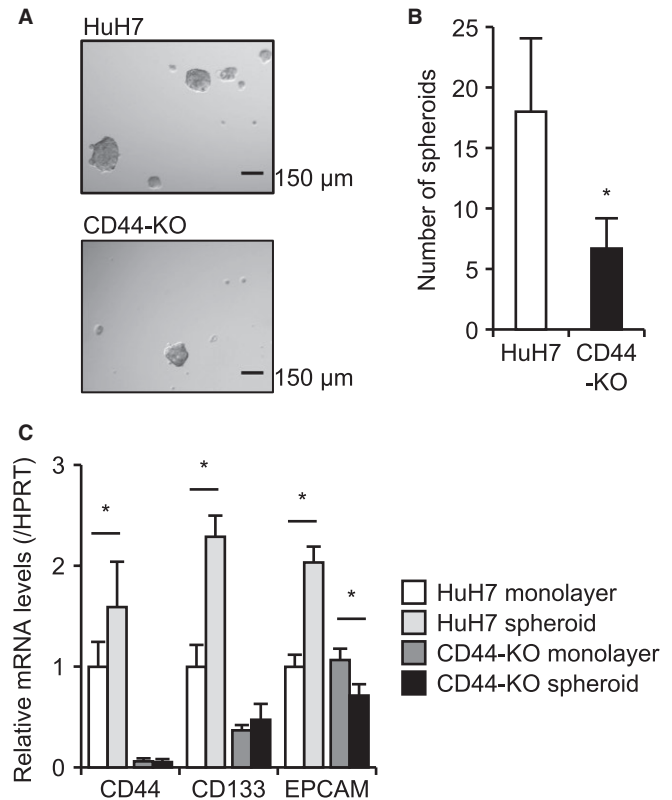 A
HuH7
150 µm
CD44-KO
150 µm
B
Number of spheroids
25
20
15
10
5
0
*
HuH7
CD44
-KO
C
Relative mRNA levels (/HPRT)
3
2
1
0
*
*
*
*
CD44
CD133
EPCAM
HuH7 monolayer
HuH7 spheroid
CD44-KO monolayer
CD44-KO spheroid